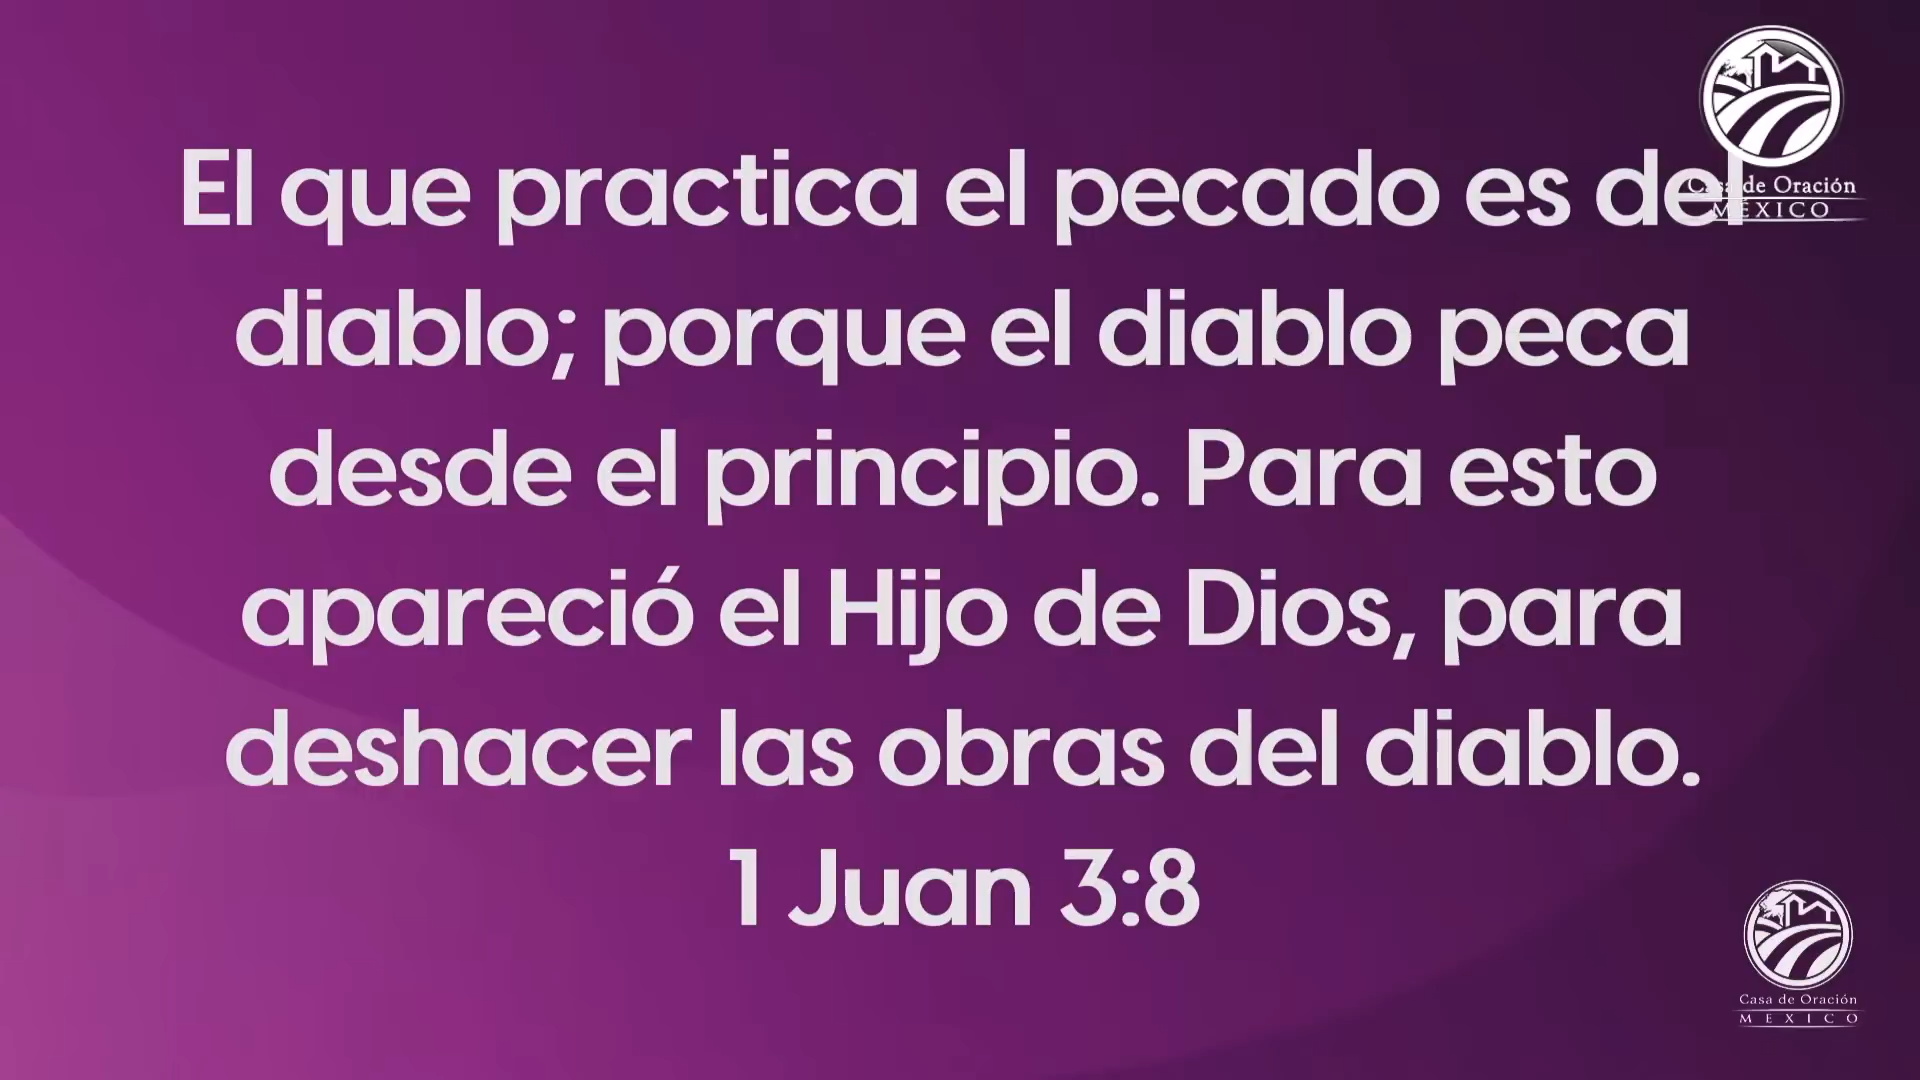 El que practica el pecado es del
diablo; porque el diablo peca
desde el principio. Para esto
apareció el Hijo de Dios, para
deshacer las obras del diablo.
1 Juan 3:8
Casa de Oración
MÉXICO
Casa de Oración
MEXICO